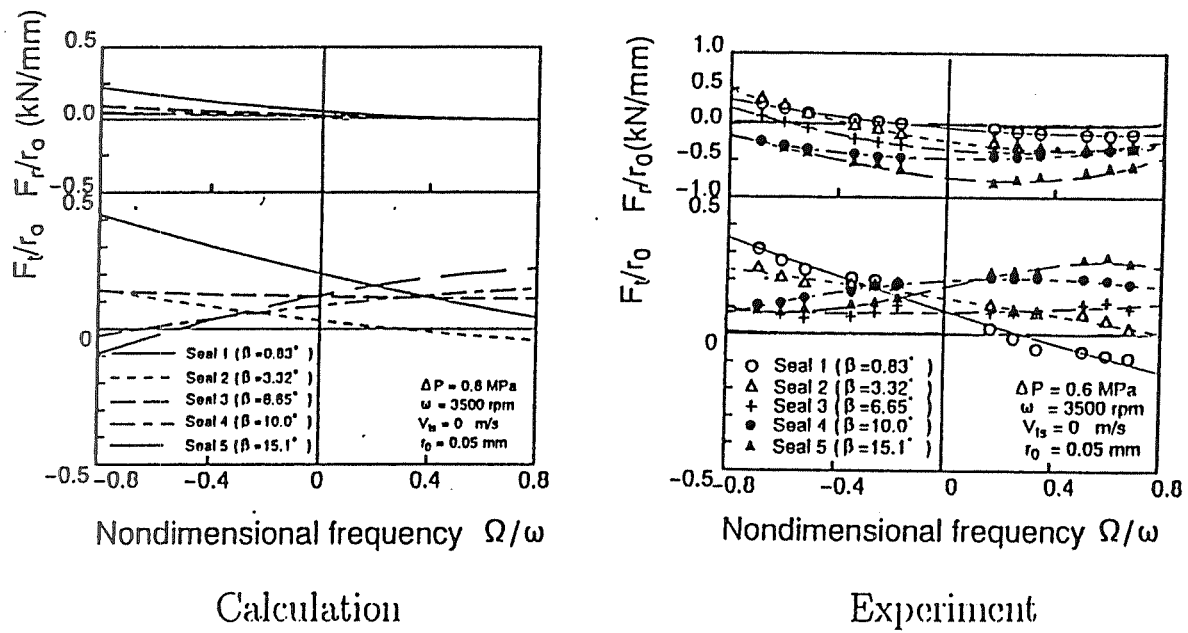 F_r/r_0 (kN/mm)
0.5
0.0
-0.5
F_t/r_0
0.5
0
-0.5
Seal 1 (β=0.83°)
Seal 2 (β=3.32°)
Seal 3 (β=6.65°)
Seal 4 (β=10.0°)
Seal 5 (β=15.1°)
ΔP = 0.6 MPa
ω = 3500 rpm
V_ts = 0 m/s
r_0 = 0.05 mm
-0.8 -0.4 0 0.4 0.8
Nondimensional frequency Ω/ω
Calculation
F_r/r_0 (kN/mm)
1.0
0.5
0.0
-0.5
-1.0
F_t/r_0
0.5
0
-0.5
Seal 1 (β=0.83°)
Seal 2 (β=3.32°)
Seal 3 (β=6.65°)
Seal 4 (β=10.0°)
Seal 5 (β=15.1°)
ΔP = 0.6 MPa
ω = 3500 rpm
V_ts = 0 m/s
r_0 = 0.05 mm
-0.8 -0.4 0 0.4 0.8
Nondimensional frequency Ω/ω
Experiment